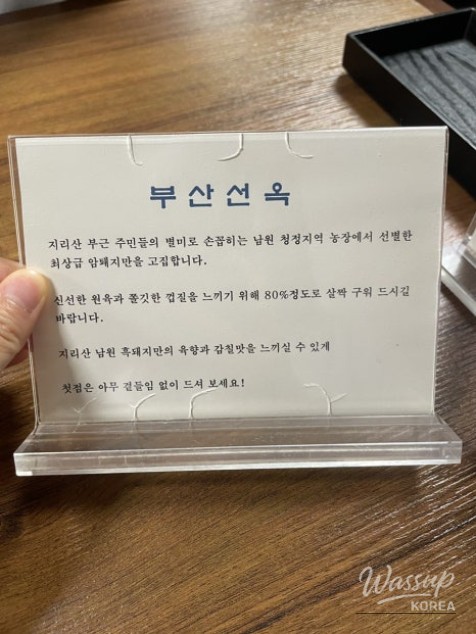 부산선옥
지리산 부근 주민들의 별미로 손꼽히는 남원 청정지역 농장에서 선별한
최상급 암퇘지만을 고집합니다.
신선한 원육과 쫄깃한 껍질을 느끼기 위해 80%정도로 살짝 구워 드시길
바랍니다.
지리산 남원 흑돼지만의 육향과 감칠맛을 느끼실 수 있게
첫점은 아무 곁들임 없이 드셔 보세요!
Wassup
KOREA